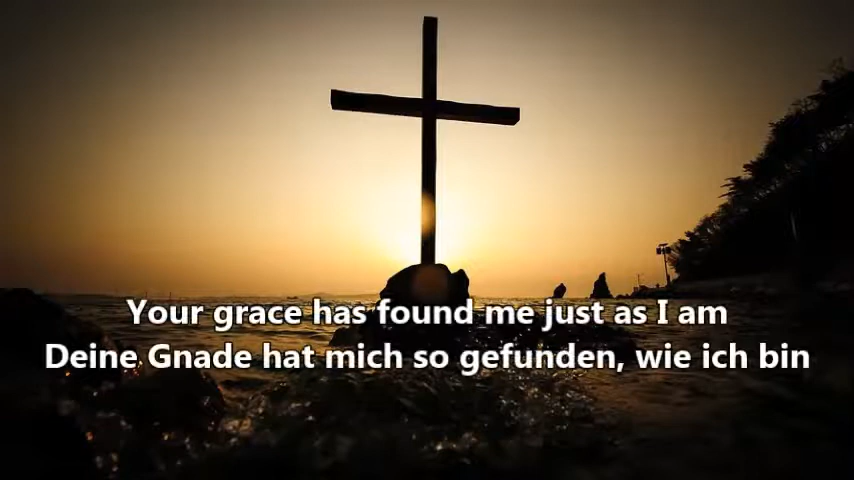 Your grace has found me just as I am
Deine Gnade hat mich so gefunden, wie ich bin